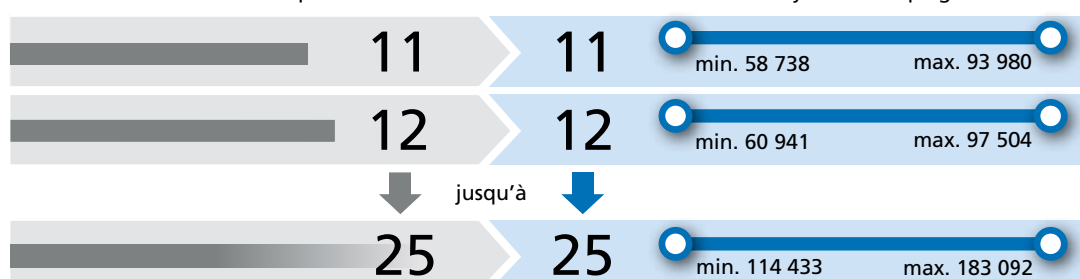 11 11 min. 58 738 max. 93 980
12 12 min. 60 941 max. 97 504
jusqu'à
25 25 min. 114 433 max. 183 092